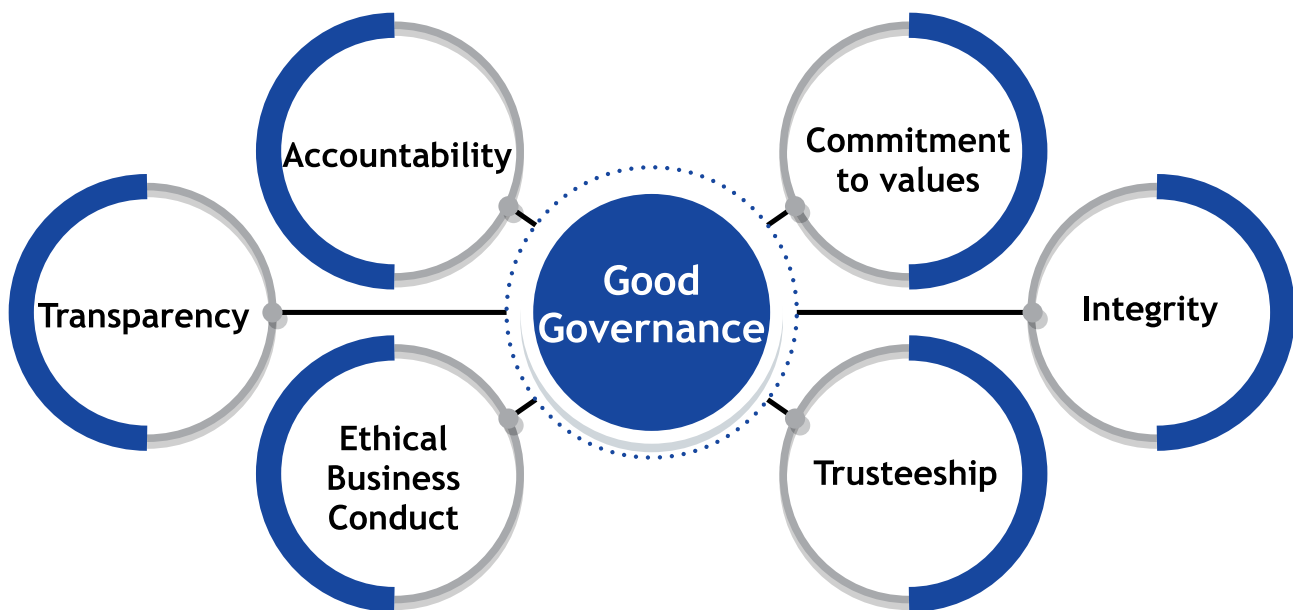 Accountability
Commitment
to values
Transparency
Good
Governance
Integrity
Ethical
Business
Conduct
Trusteeship